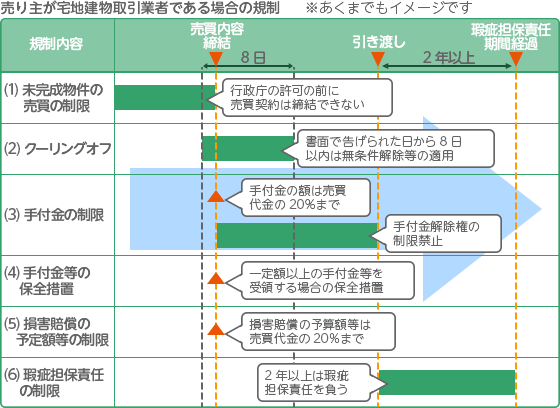 売り主が宅地建物取引業者である場合の規制 ※あくまでもイメージです
規制内容
売買内容
締結
引き渡し
瑕疵担保責任
期間経過
8日
2年以上
(1) 未完成物件の
売買の制限
行政庁の許可の前に
売買契約は締結できない
(2) クーリングオフ
書面で告げられた日から8日
以内は無条件解除等の適用
(3) 手付金の制限
手付金の額は売買
代金の20%まで
手付金解除権の
制限禁止
(4) 手付金等の
保全措置
一定額以上の手付金等を
受領する場合の保全措置
(5) 損害賠償の
予定額等の制限
損害賠償の予算額等は
売買代金の20%まで
(6) 瑕疵担保責任
の制限
2年以上は瑕疵
担保責任を負う